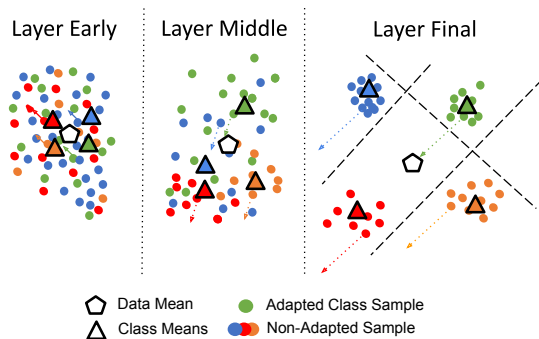 Layer Early
Layer Middle
Layer Final
Data Mean
Adapted Class Sample
Class Means
Non-Adapted Sample